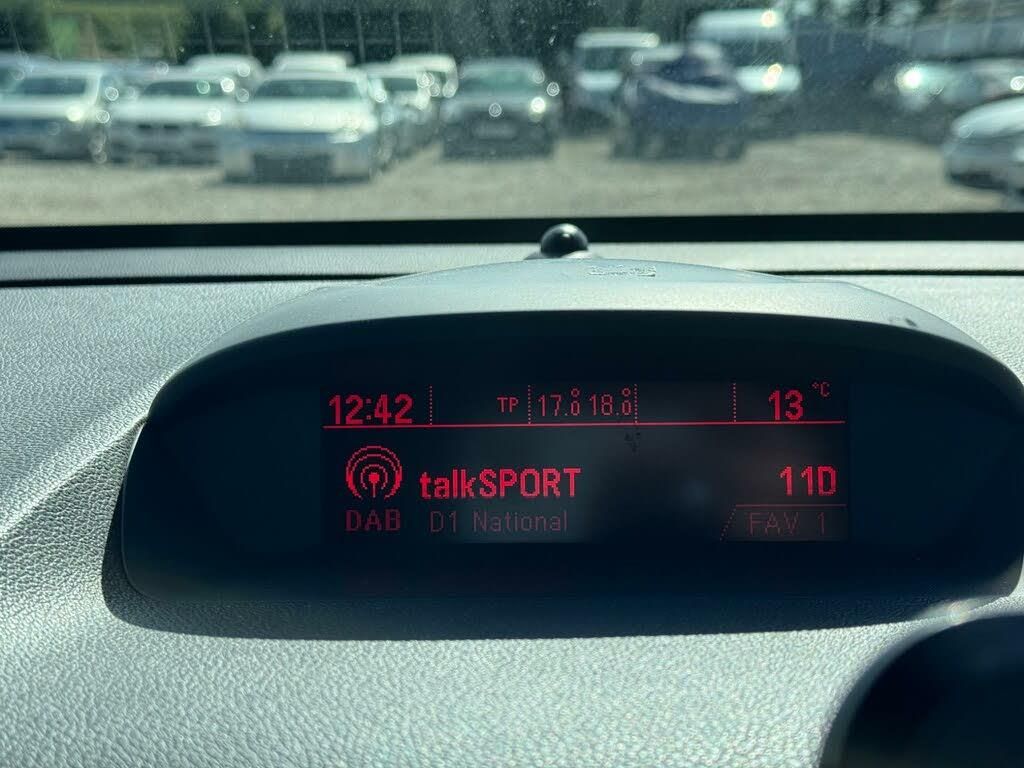 12:42 TP 17.0 18.0 13 °C
talkSPORT 11D
DAB D1 National FAV 1